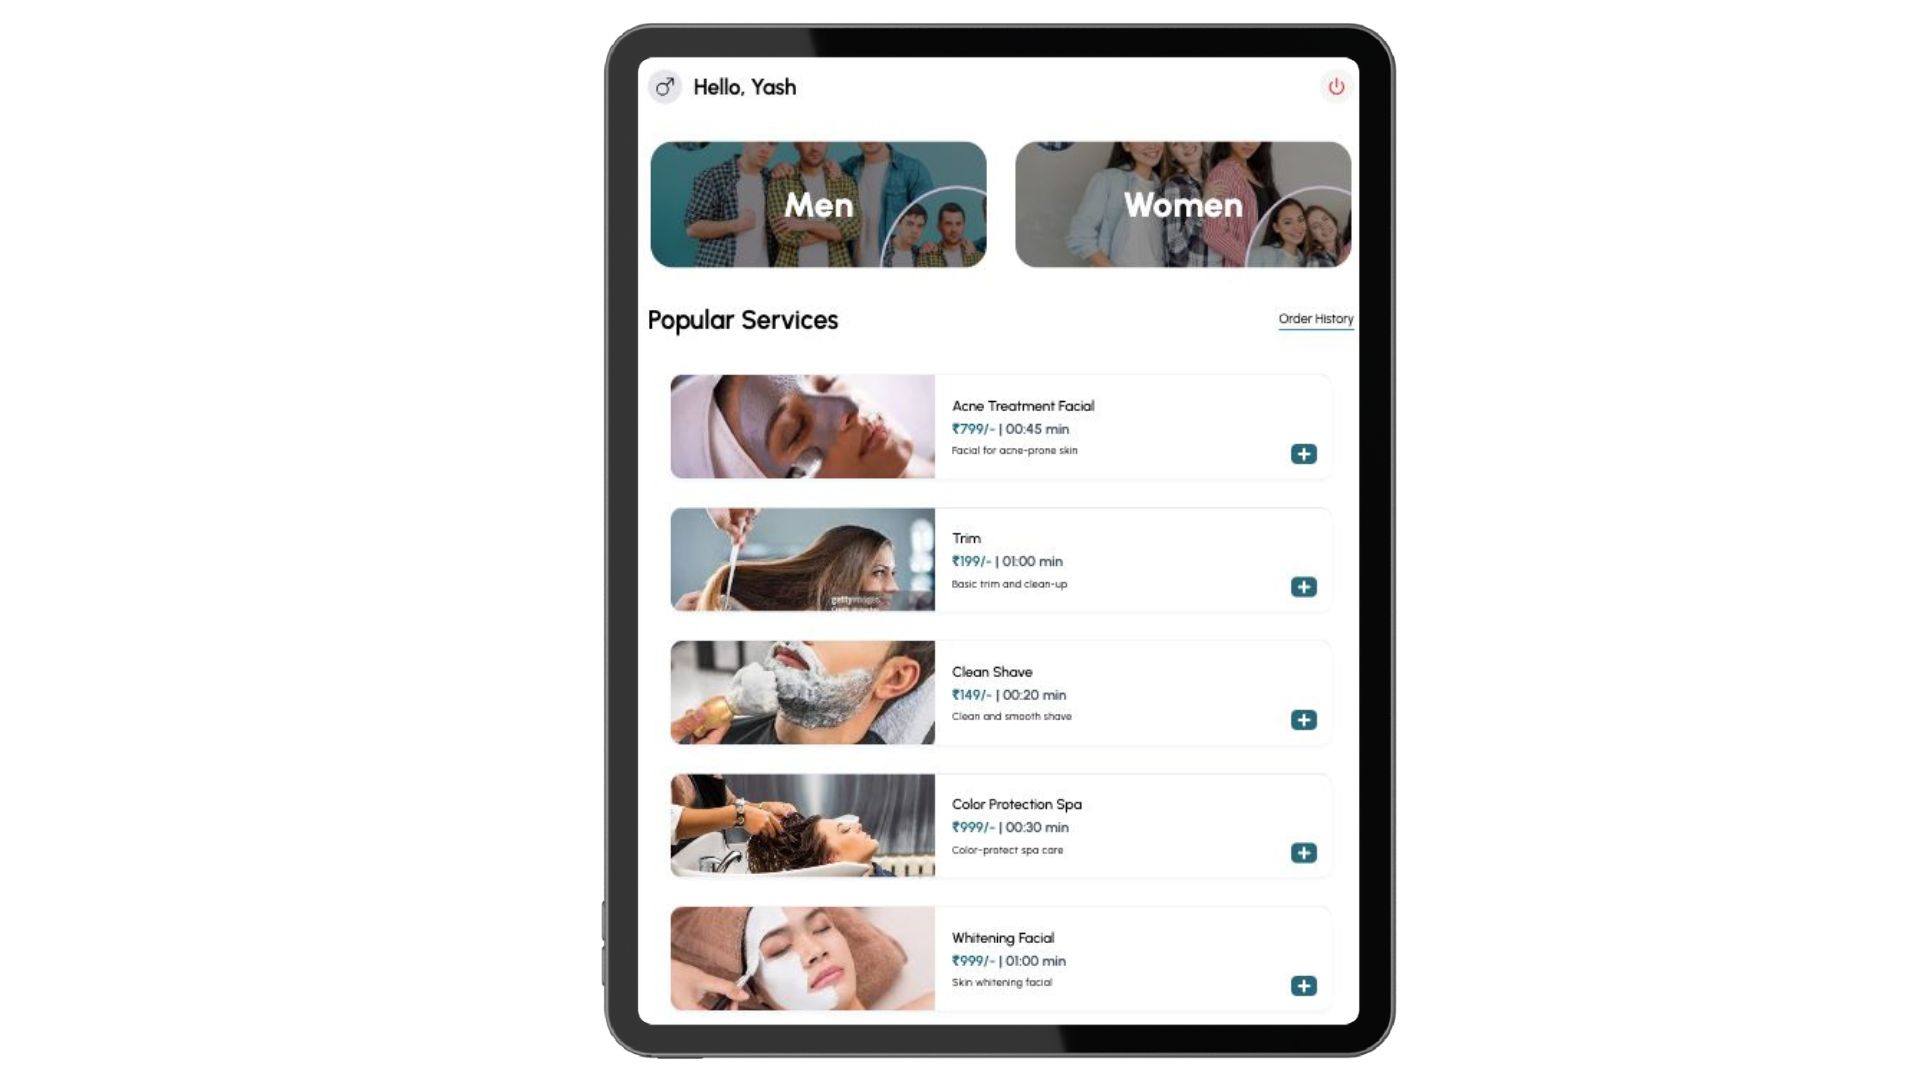 Hello, Yash
Men
Women
Popular Services
Order History
Acne Treatment Facial
₹799/- | 00:45 min
Facial for acne-prone skin
Trim
₹199/- | 01:00 min
Basic trim and clean-up
gettyimages
Clean Shave
₹149/- | 00:20 min
Clean and smooth shave
Color Protection Spa
₹999/- | 00:30 min
Color-protect spa care
Whitening Facial
₹999/- | 01:00 min
Skin whitening facial